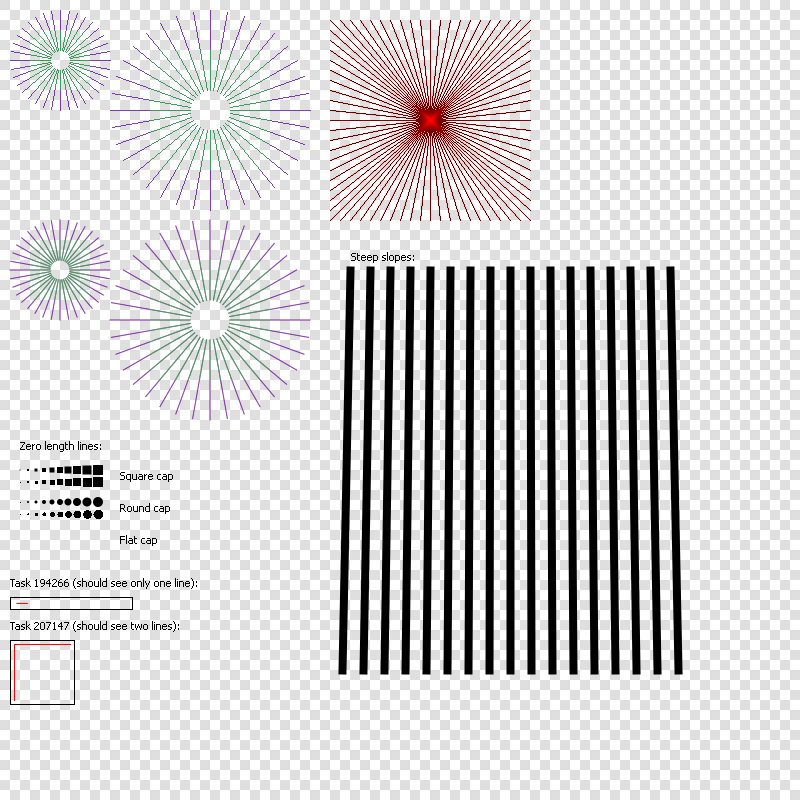 Steep slopes:
Zero length lines:
Square cap
Round cap
Flat cap
Task 194266 (should see only one line):
Task 207147 (should see two lines):